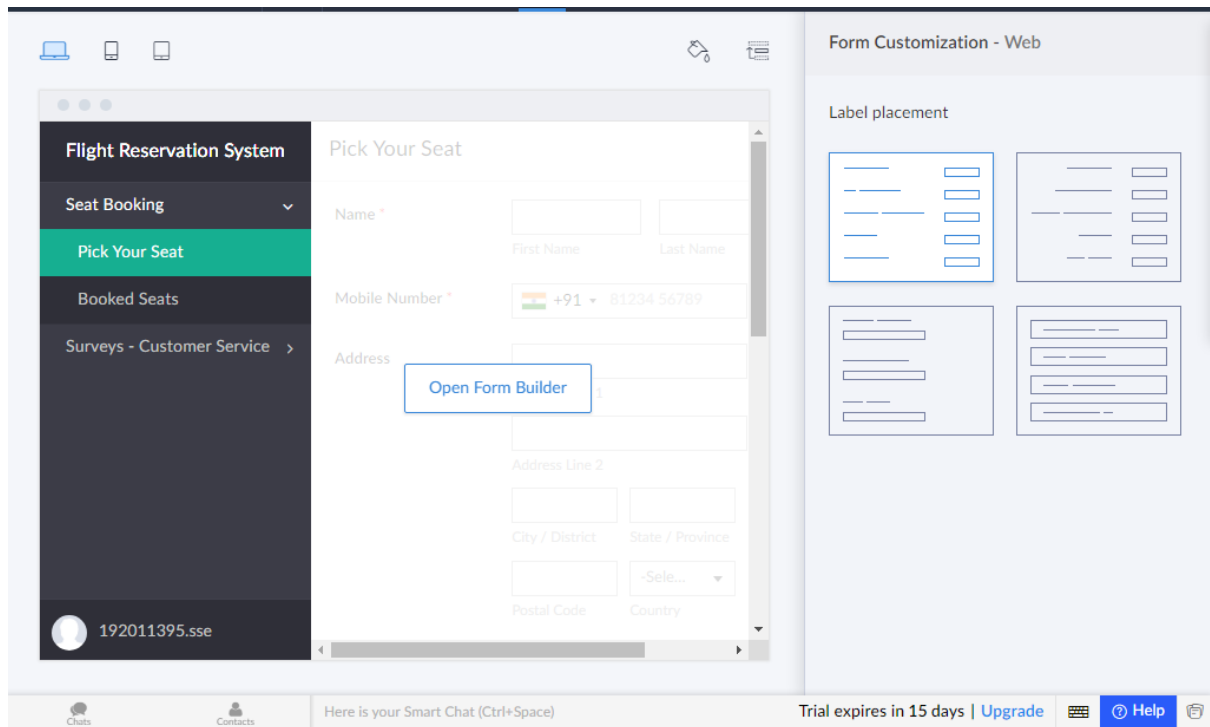 Form Customization - Web
Label placement
Flight Reservation System
Seat Booking
Pick Your Seat
Booked Seats
Surveys - Customer Service
192011395.sse
Pick Your Seat
Name *
First Name
Last Name
Mobile Number *
+91
81234 56789
Address
Open Form Builder
1
Address Line 2
City / District
State / Province
-Sele...
Postal Code
Country
Chats
Contacts
Here is your Smart Chat (Ctrl+Space)
Trial expires in 15 days | Upgrade
Help